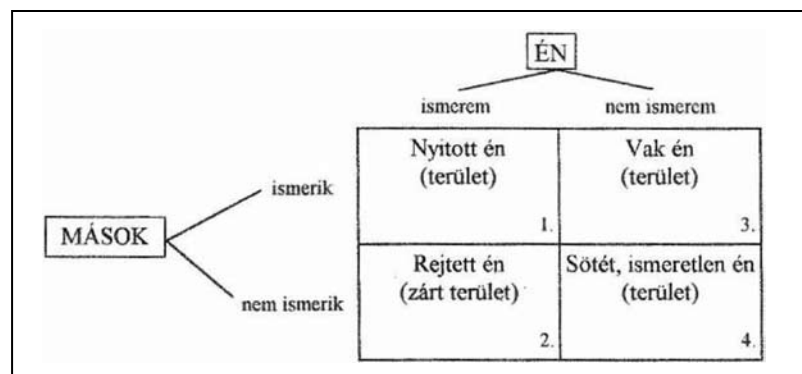 ÉN
ismerem nem ismerem
Nyitott én
(terület)
1.
Vak én
(terület)
3.
MÁSOK
ismerik
nem ismerik
Rejtett én
(zárt terület)
2.
Sötét, ismeretlen én
(terület)
4.